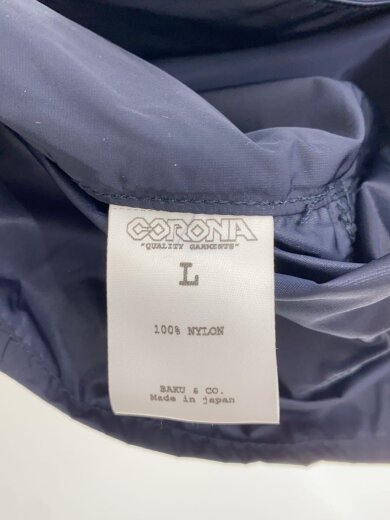 CORONA
"QUALITY GARMENTS"
L
100% NYLON
BAKU & CO.
Made in japan